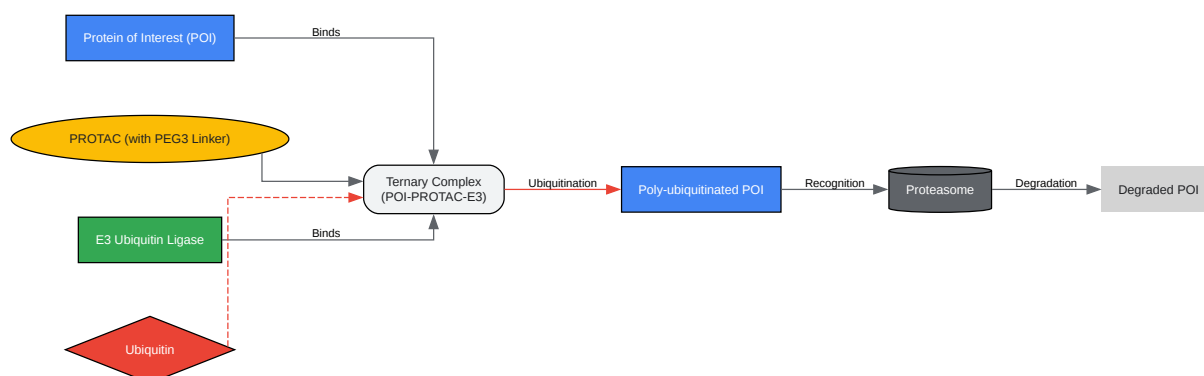 Protein of Interest (POI)
Binds
PROTAC (with PEG3 Linker)
Ternary Complex
(POI-PROTAC-E3)
Ubiquitination
Poly-ubiquitinated POI
Recognition
Proteasome
Degradation
Degraded POI
E3 Ubiquitin Ligase
Binds
Ubiquitin